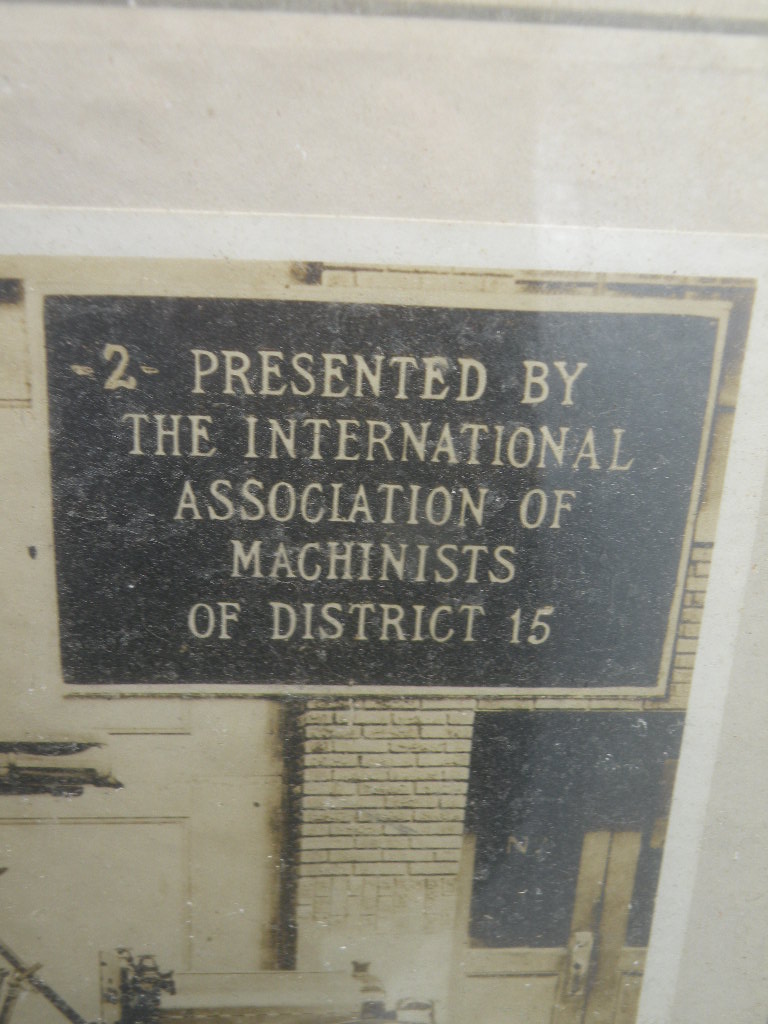 -2- PRESENTED BY
THE INTERNATIONAL
ASSOCIATION OF
MACHINISTS
OF DISTRICT 15